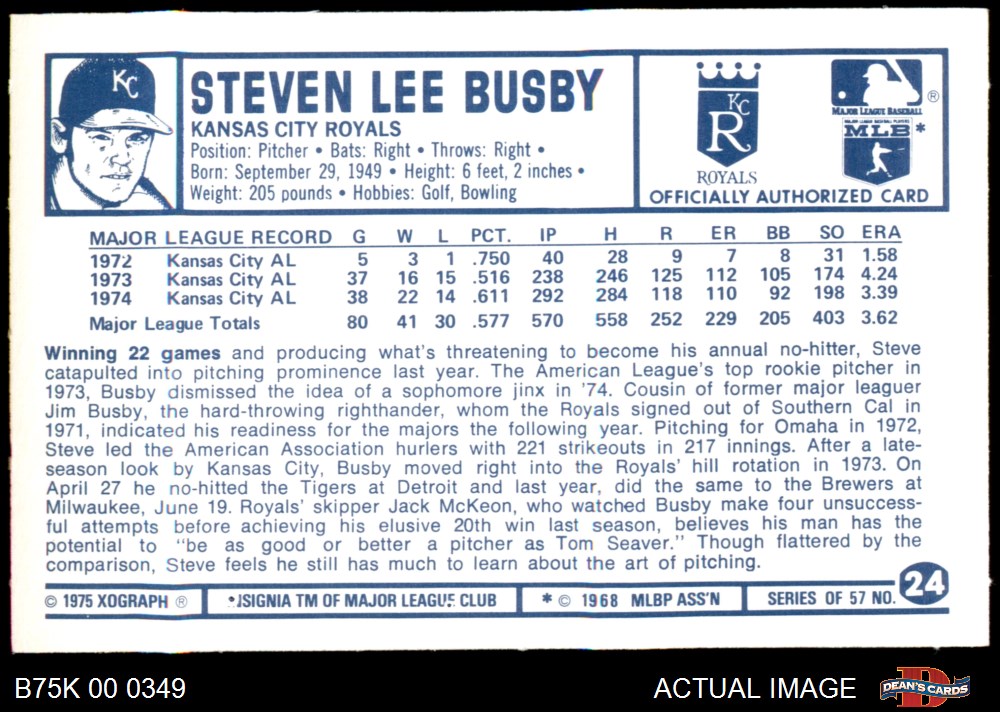 KC
STEVEN LEE BUSBY
KANSAS CITY ROYALS
Position: Pitcher • Bats: Right • Throws: Right •
Born: September 29, 1949 • Height: 6 feet, 2 inches •
Weight: 205 pounds • Hobbies: Golf, Bowling
KC
R
ROYALS
®
MAJOR LEAGUE BASEBALL
MAJOR LEAGUE BASEBALL PLAYERS
MLB *
OFFICIALLY AUTHORIZED CARD
MAJOR LEAGUE RECORD G W L PCT. IP H R ER BB SO ERA
1972 Kansas City AL 5 3 1 .750 40 28 9 7 8 31 1.58
1973 Kansas City AL 37 16 15 .516 238 246 125 112 105 174 4.24
1974 Kansas City AL 38 22 14 .611 292 284 118 110 92 198 3.39
Major League Totals 80 41 30 .577 570 558 252 229 205 403 3.62
Winning 22 games and producing what's threatening to become his annual no-hitter, Steve
catapulted into pitching prominence last year. The American League's top rookie pitcher in
1973, Busby dismissed the idea of a sophomore jinx in '74. Cousin of former major leaguer
Jim Busby, the hard-throwing righthander, whom the Royals signed out of Southern Cal in
1971, indicated his readiness for the majors the following year. Pitching for Omaha in 1972,
Steve led the American Association hurlers with 221 strikeouts in 217 innings. After a late-
season look by Kansas City, Busby moved right into the Royals' hill rotation in 1973. On
April 27 he no-hitted the Tigers at Detroit and last year, did the same to the Brewers at
Milwaukee, June 19. Royals' skipper Jack McKeon, who watched Busby make four unsuccess-
ful attempts before achieving his elusive 20th win last season, believes his man has the
potential to "be as good or better a pitcher as Tom Seaver." Though flattered by the
comparison, Steve feels he still has much to learn about the art of pitching.
© 1975 XOGRAPH ® JSIGNIA TM OF MAJOR LEAGUE CLUB * © 1968 MLBP ASS'N SERIES OF 57 NO. 24
B75K 00 0349 ACTUAL IMAGE DEAN'S CARDS